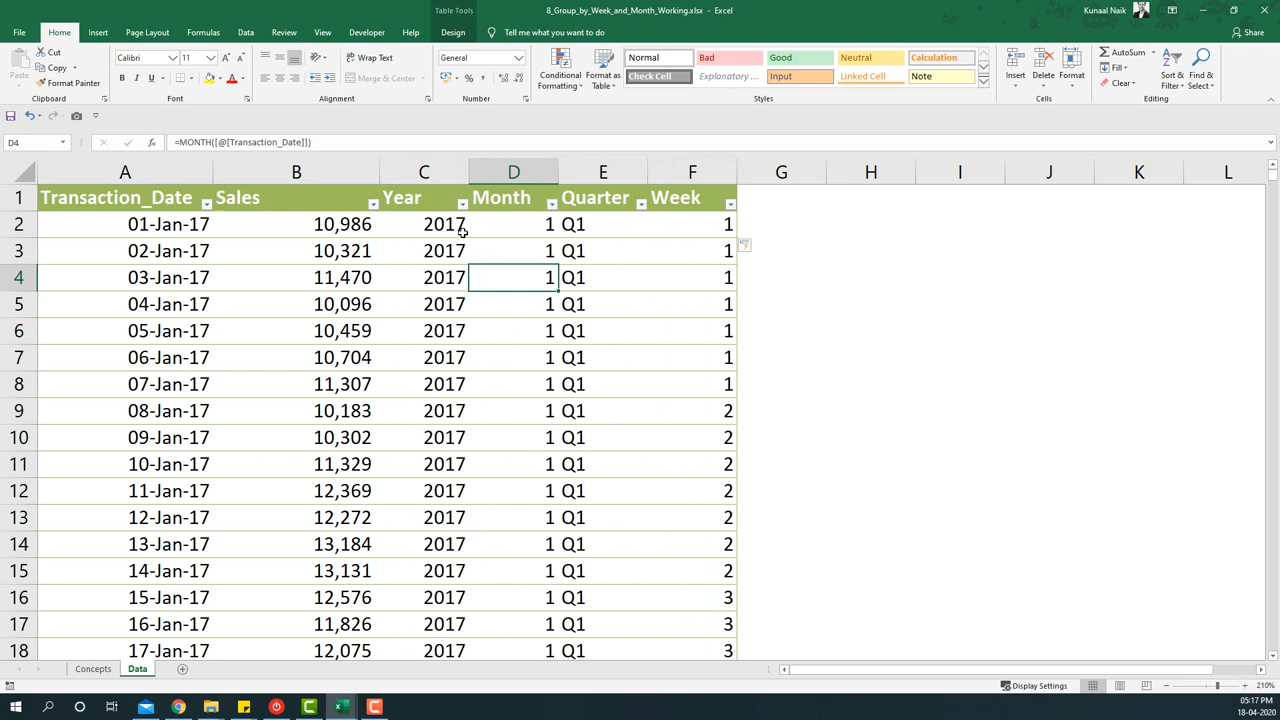 Table Tools
8_Group_by_Week_and_Month_Working.xlsx - Excel
Kunaal Naik
File Home Insert Page Layout Formulas Data Review View Developer Help Design Tell me what you want to do Share
Paste Cut Copy Format Painter Clipboard
Calibri 11 A A B I U A Font
Wrap Text Merge & Center Alignment
General % , Number
Conditional Formatting Format as Table
Normal Bad Good Neutral Calculation
Check Cell Explanatory ... Input Linked Cell Note
Styles
Insert Delete Format Cells
AutoSum Fill Clear Sort & Filter Find & Select Editing
D4 fx =MONTH([@[Transaction_Date]])
A B C D E F G H I J K L
1 Transaction_Date Sales Year Month Quarter Week
2 01-Jan-17 10,986 2017 1 Q1 1
3 02-Jan-17 10,321 2017 1 Q1 1
4 03-Jan-17 11,470 2017 1 Q1 1
5 04-Jan-17 10,096 2017 1 Q1 1
6 05-Jan-17 10,459 2017 1 Q1 1
7 06-Jan-17 10,704 2017 1 Q1 1
8 07-Jan-17 11,307 2017 1 Q1 1
9 08-Jan-17 10,183 2017 1 Q1 2
10 09-Jan-17 10,302 2017 1 Q1 2
11 10-Jan-17 11,329 2017 1 Q1 2
12 11-Jan-17 12,369 2017 1 Q1 2
13 12-Jan-17 12,272 2017 1 Q1 2
14 13-Jan-17 13,184 2017 1 Q1 2
15 14-Jan-17 13,131 2017 1 Q1 2
16 15-Jan-17 12,576 2017 1 Q1 3
17 16-Jan-17 11,826 2017 1 Q1 3
18 17-Jan-17 12,075 2017 1 Q1 3
Concepts Data
Display Settings 210%
05:17 PM
18-04-2020